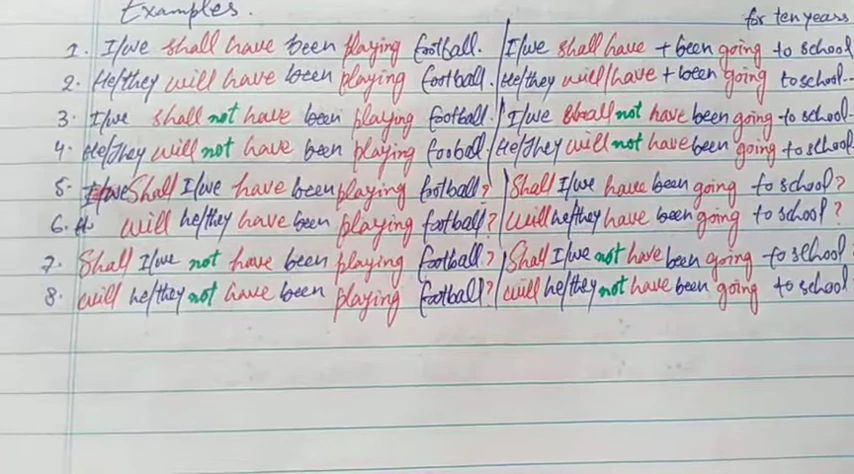 Examples. for ten years
1. I/we shall have been playing football. I/we shall have + been going to school
2. He/they will have been playing football. He/they will/have + been going to school..
3. I/we shall not have been playing football. I/we shall not have been going to school.
4. He/They will not have been playing foobal. He/They will not have been going to school.
5. I/we Shall I/we have been playing football? Shall I/we have been going to school?
6. will he/they have been playing football? will he/they have been going to school?
7. Shall I/we not have been playing football? Shall I/we not have been going to school
8. will he/they not have been playing football? will he/they not have been going to school